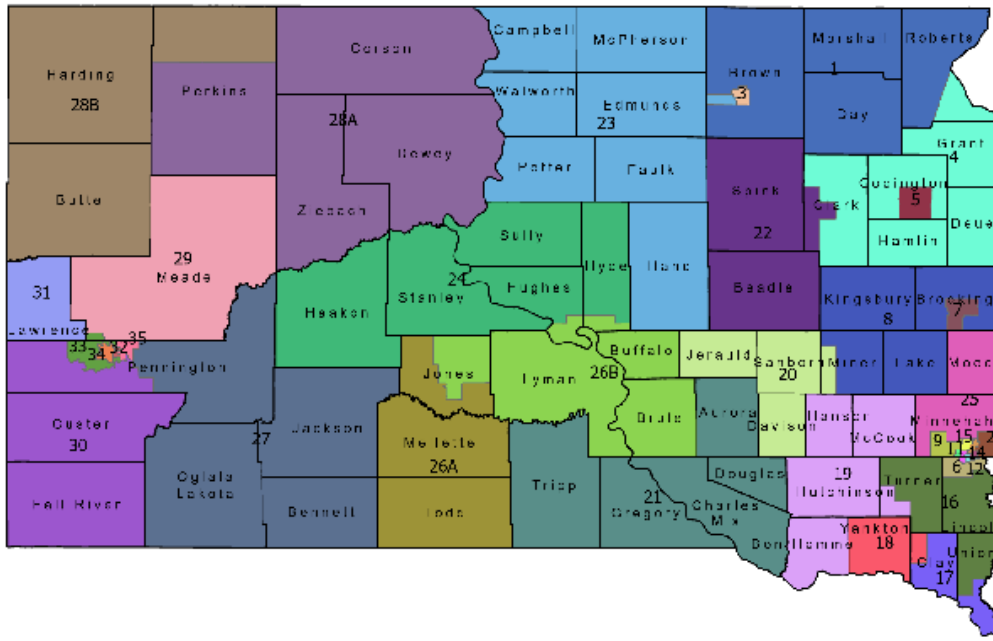 Campbell
McPherson
Marshall
Roberts
Corson
Harding
Brown
1
Perkins
Walworth
3
28B
Edmunds
28A
23
Day
Grant
4
Dewey
Potter
Faulk
Spink
Codington
Butte
Clark
5
Ziebach
Deuel
Sully
22
Hamlin
29
Hyde
Hand
Meade
24
Hughes
Beadle
31
Stanley
Kingsbury
Brookings
Haakon
8
7
Lawrence
33
32
35
34
Buffalo
Jerauld
Pennington
Jones
Lyman
26B
Sanborn
Miner
Lake
20
25
Custer
Brule
Aurora
Davison
Hanson
Minnehaha
30
Jackson
Mellette
McCook
9
15
27
11
14
26A
6
12
Oglala
Lakota
Douglas
19
Turner
Fall River
Tripp
21
Hutchinson
16
Bennett
Todd
Gregory
Charles
Mix
Lincoln
Yankton
Bon Homme
18
Union
Clay
17